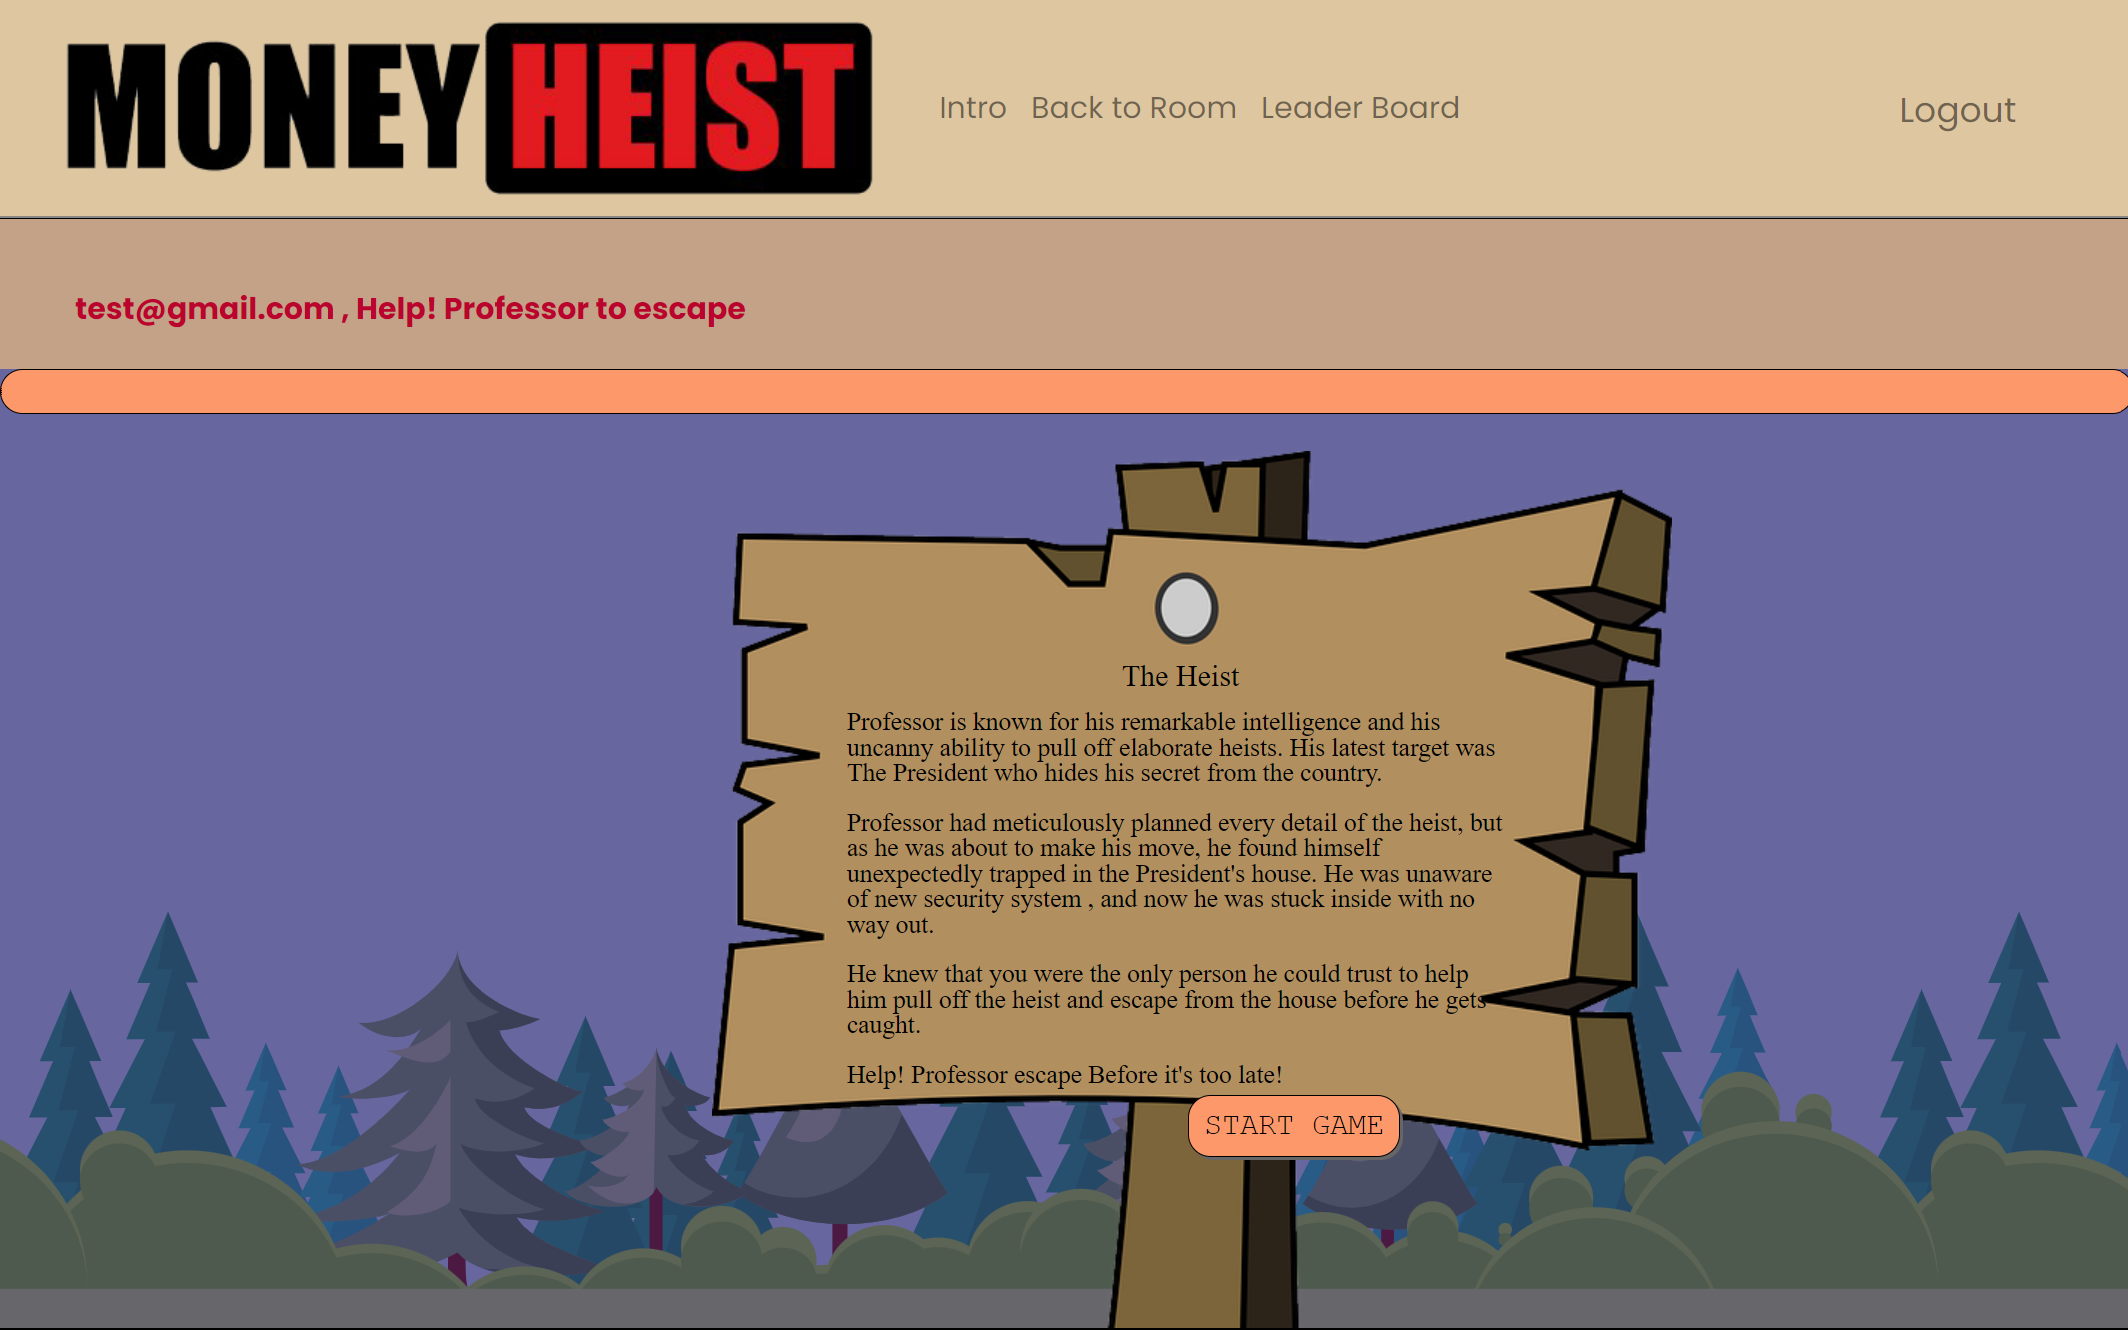 MONEY HEIST
Intro Back to Room Leader Board
Logout
test@gmail.com , Help! Professor to escape
The Heist
Professor is known for his remarkable intelligence and his
uncanny ability to pull off elaborate heists. His latest target was
The President who hides his secret from the country.
Professor had meticulously planned every detail of the heist, but
as he was about to make his move, he found himself
unexpectedly trapped in the President's house. He was unaware
of new security system , and now he was stuck inside with no
way out.
He knew that you were the only person he could trust to help
him pull off the heist and escape from the house before he gets
caught.
Help! Professor escape Before it's too late!
START GAME